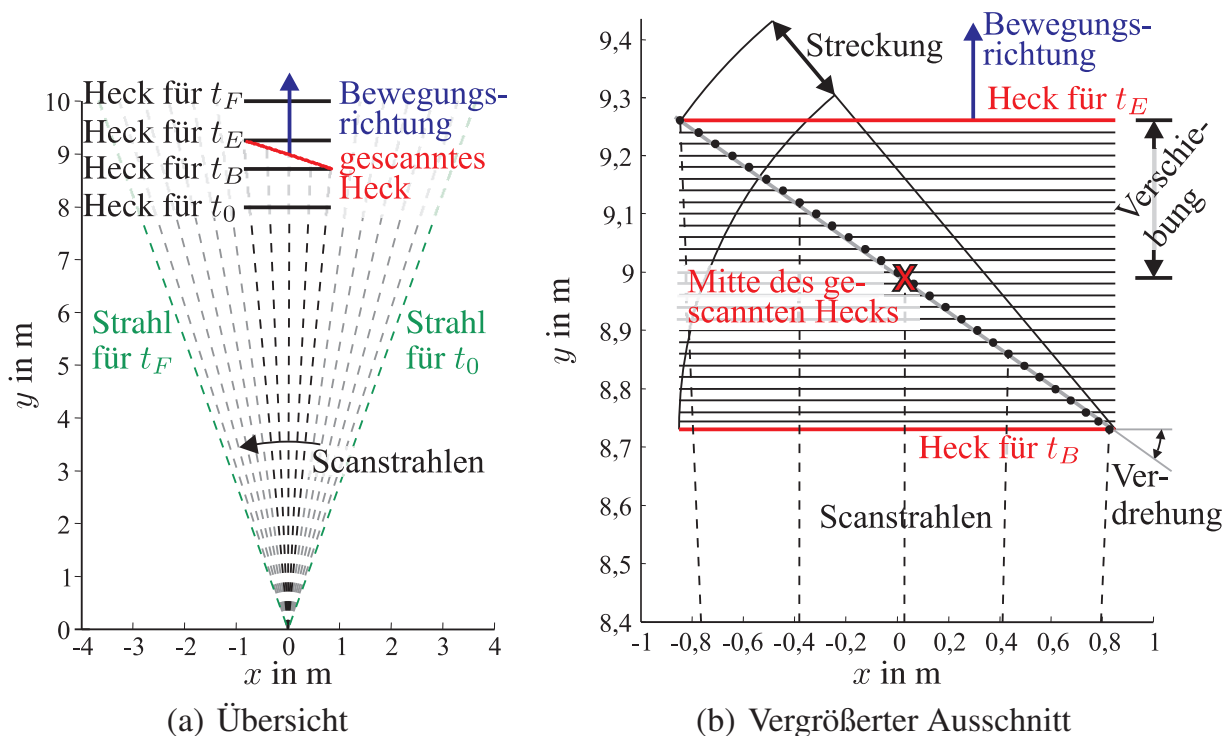 10
9
8
7
6
5
4
3
2
1
0
y in m
-4
-3
-2
-1
0
1
2
3
4
x in m
Heck für t_F
Heck für t_E
Heck für t_B
Heck für t_0
Bewegungs-
richtung
gescanntes
Heck
Strahl
für t_F
Strahl
für t_0
Scanstrahlen
(a) Übersicht
9,4
9,3
9,2
9,1
9
8,9
8,8
8,7
8,6
8,5
8,4
y in m
-1
-0,8
-0,6
-0,4
-0,2
0
0,2
0,4
0,6
0,8
1
x in m
Streckung
Bewegungs-
richtung
Heck für t_E
Verschie-
bung
X
Mitte des ge-
scannten Hecks
Heck für t_B
Ver-
drehung
Scanstrahlen
(b) Vergrößerter Ausschnitt